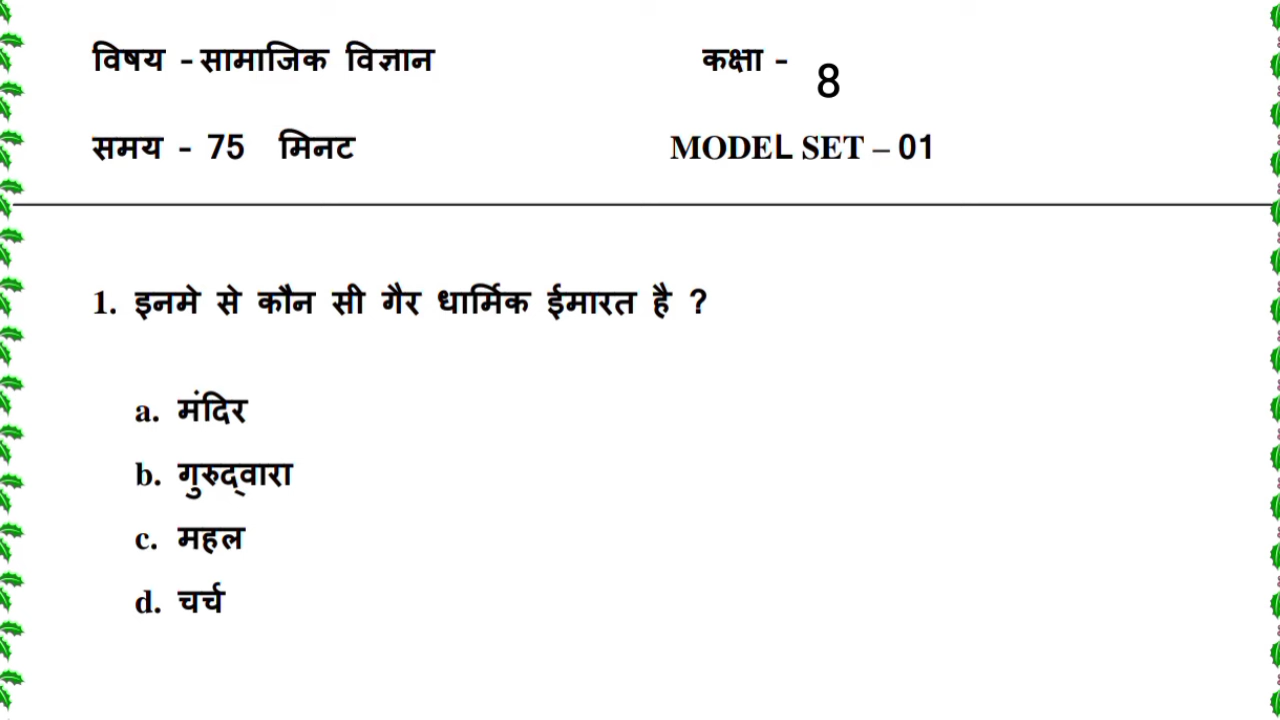 विषय - सामाजिक विज्ञान कक्षा - 8
समय - 75 मिनट MODEL SET – 01
1. इनमे से कौन सी गैर धार्मिक ईमारत है ?
a. मंदिर
b. गुरुद्वारा
c. महल
d. चर्च